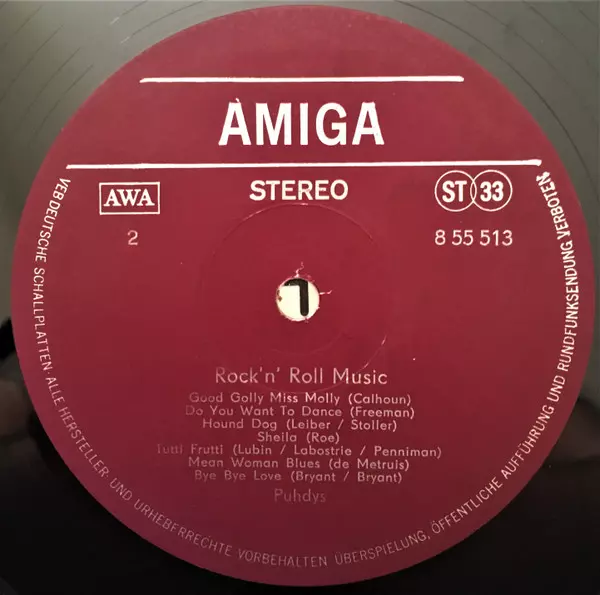 AMIGA
AWA
STEREO
ST 33
2
8 55 513
Rock'n' Roll Music
Good Golly Miss Molly (Calhoun)
Do You Want To Dance (Freeman)
Hound Dog (Leiber / Stoller)
Sheila (Roe)
Tutti Frutti (Lubin / Labostrie / Penniman)
Mean Woman Blues (de Metruis)
Bye Bye Love (Bryant / Bryant)
Puhdys
VEB DEUTSCHE SCHALLPLATTEN · ALLE HERSTELLER- UND URHEBERRECHTE VORBEHALTEN ÜBERSPIELUNG, ÖFFENTLICHE AUFFÜHRUNG UND RUNDFUNKSENDUNG VERBOTEN